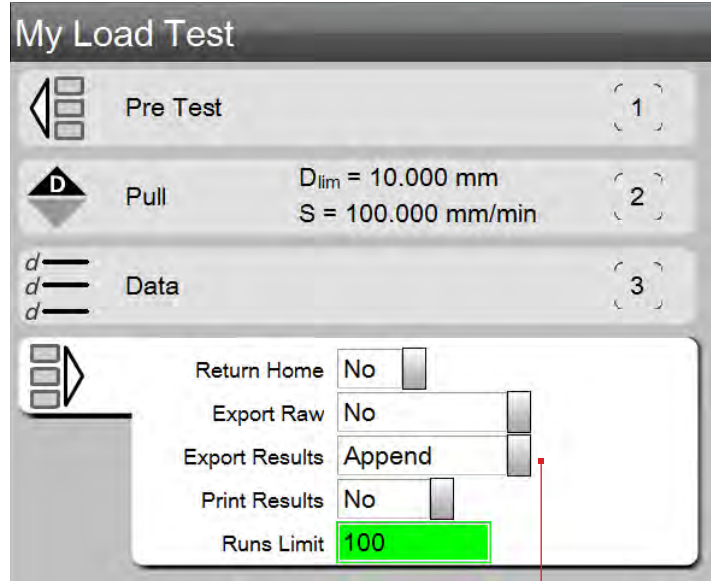 My Load Test
Pre Test 1
D
Pull Dlim = 10.000 mm
S = 100.000 mm/min 2
d
d Data 3
d
Return Home No
Export Raw No
Export Results Append
Print Results No
Runs Limit 100